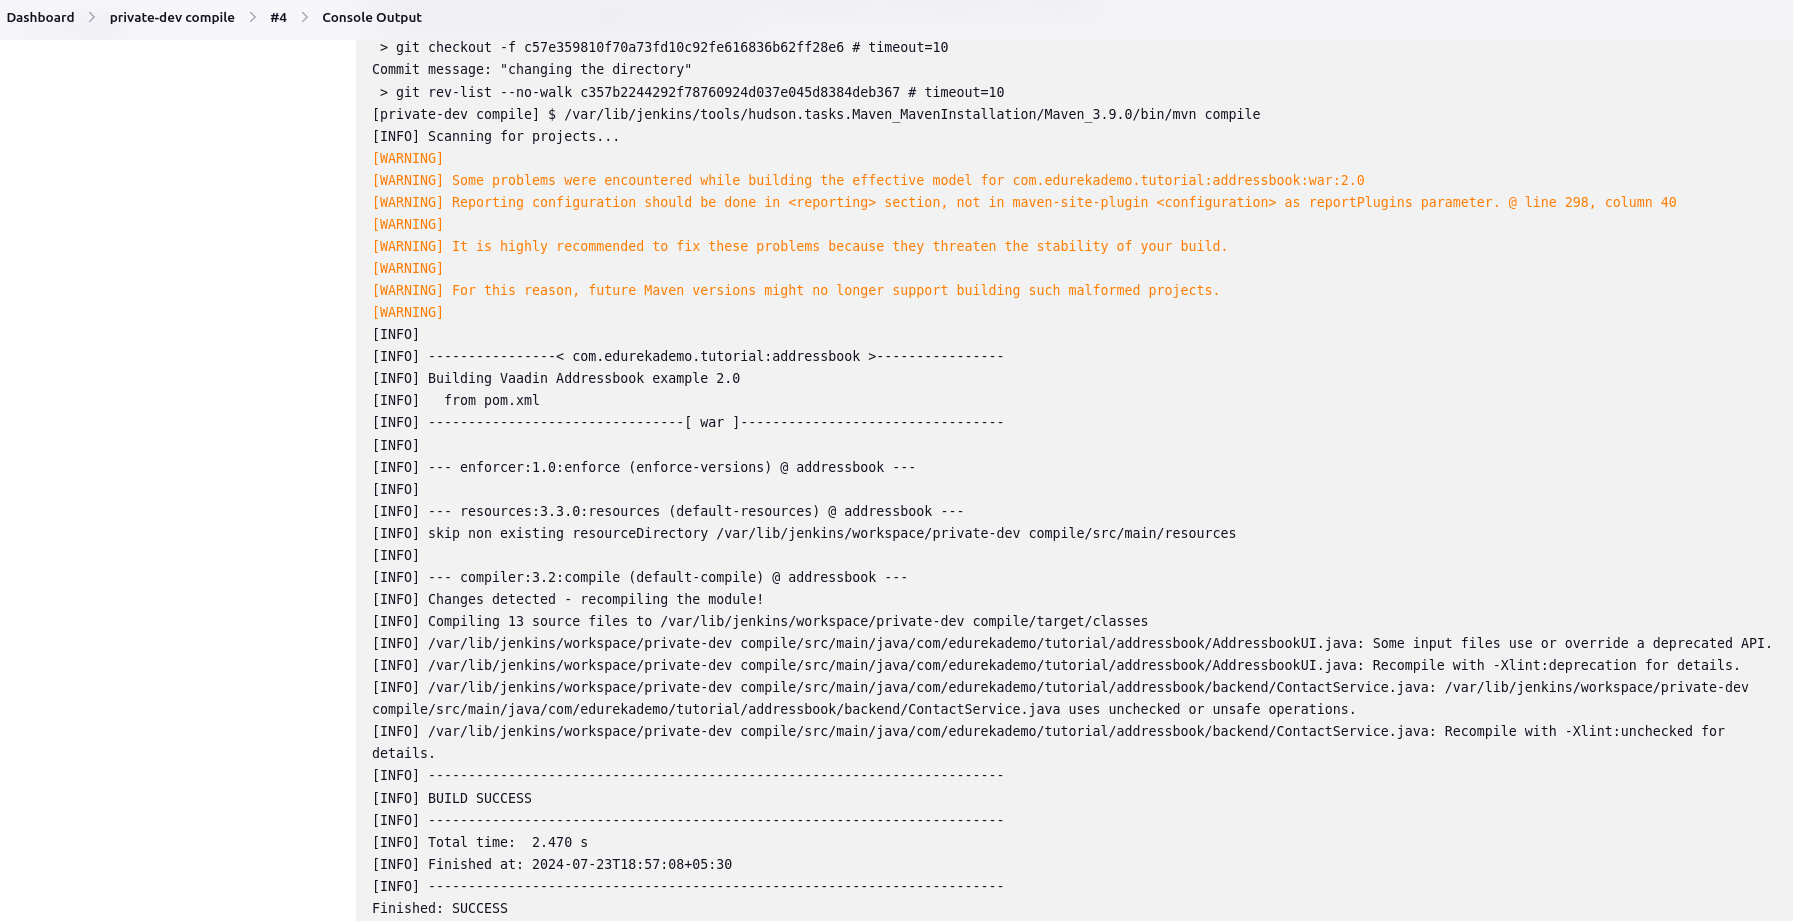 Dashboard > private-dev compile > #4 > Console Output
 > git checkout -f c57e359810f70a73fd10c92fe616836b62ff28e6 # timeout=10
Commit message: "changing the directory"
 > git rev-list --no-walk c357b2244292f78760924d037e045d8384deb367 # timeout=10
[private-dev compile] $ /var/lib/jenkins/tools/hudson.tasks.Maven_MavenInstallation/Maven_3.9.0/bin/mvn compile
[INFO] Scanning for projects...
[WARNING]
[WARNING] Some problems were encountered while building the effective model for com.edurekademo.tutorial:addressbook:war:2.0
[WARNING] Reporting configuration should be done in <reporting> section, not in maven-site-plugin <configuration> as reportPlugins parameter. @ line 298, column 40
[WARNING]
[WARNING] It is highly recommended to fix these problems because they threaten the stability of your build.
[WARNING]
[WARNING] For this reason, future Maven versions might no longer support building such malformed projects.
[WARNING]
[INFO]
[INFO] ----------------< com.edurekademo.tutorial:addressbook >----------------
[INFO] Building Vaadin Addressbook example 2.0
[INFO]   from pom.xml
[INFO] --------------------------------[ war ]---------------------------------
[INFO]
[INFO] --- enforcer:1.0:enforce (enforce-versions) @ addressbook ---
[INFO]
[INFO] --- resources:3.3.0:resources (default-resources) @ addressbook ---
[INFO] skip non existing resourceDirectory /var/lib/jenkins/workspace/private-dev compile/src/main/resources
[INFO]
[INFO] --- compiler:3.2:compile (default-compile) @ addressbook ---
[INFO] Changes detected - recompiling the module!
[INFO] Compiling 13 source files to /var/lib/jenkins/workspace/private-dev compile/target/classes
[INFO] /var/lib/jenkins/workspace/private-dev compile/src/main/java/com/edurekademo/tutorial/addressbook/AddressbookUI.java: Some input files use or override a deprecated API.
[INFO] /var/lib/jenkins/workspace/private-dev compile/src/main/java/com/edurekademo/tutorial/addressbook/AddressbookUI.java: Recompile with -Xlint:deprecation for details.
[INFO] /var/lib/jenkins/workspace/private-dev compile/src/main/java/com/edurekademo/tutorial/addressbook/backend/ContactService.java: /var/lib/jenkins/workspace/private-dev
compile/src/main/java/com/edurekademo/tutorial/addressbook/backend/ContactService.java uses unchecked or unsafe operations.
[INFO] /var/lib/jenkins/workspace/private-dev compile/src/main/java/com/edurekademo/tutorial/addressbook/backend/ContactService.java: Recompile with -Xlint:unchecked for
details.
[INFO] ------------------------------------------------------------------------
[INFO] BUILD SUCCESS
[INFO] ------------------------------------------------------------------------
[INFO] Total time:  2.470 s
[INFO] Finished at: 2024-07-23T18:57:08+05:30
[INFO] ------------------------------------------------------------------------
Finished: SUCCESS